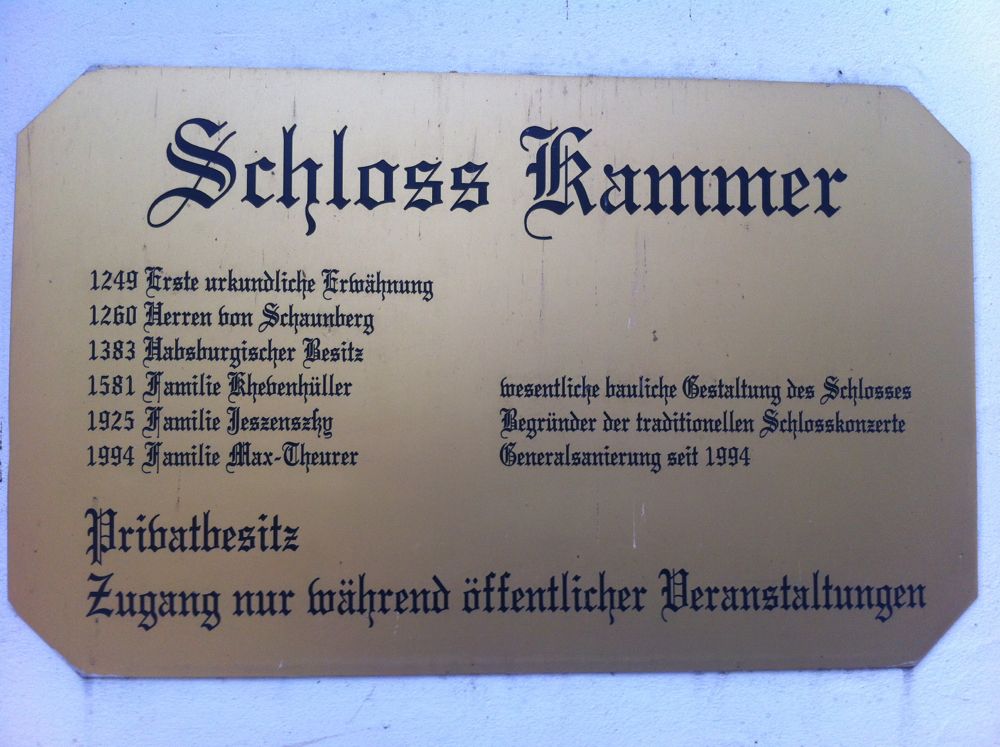 Schloss Kammer
1249 Erste urkundliche Erwähnung
1260 Herren von Schaunberg
1383 Habsburgischer Besitz
1581 Familie Khevenhüller wesentliche bauliche Gestaltung des Schlosses
1925 Familie Jeszenszky Begründer der traditionellen Schlosskonzerte
1994 Familie Max-Theurer Generalsanierung seit 1994
Privatbesitz
Zugang nur während öffentlicher Veranstaltungen